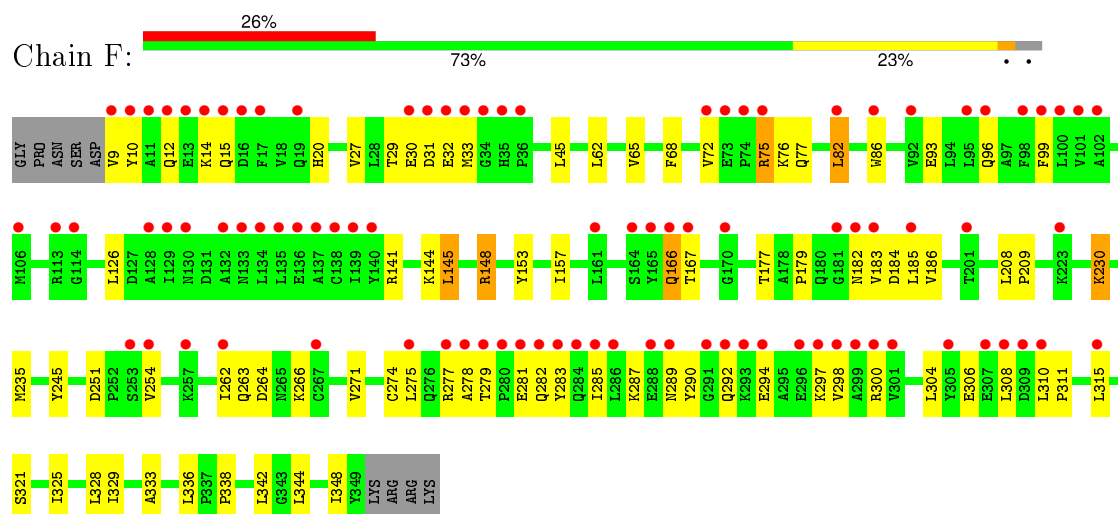 26%
Chain F:
73% 23% • •
GLY PRO ASN SER ASP V9 Y10 A11 Q12 E13 K14 Q15 D16 F17 V18 Q19 H20 V27 L28 T29 E30 D31 E32 M33 G34 H35 P36 L45 L62 V65 F68 V72 E73 P74 R75 K76 Q77 L82 W86 V92 E93 L94 L95 Q96 A97 P98 F99 L100 V101 A102
M106 R113 G114 L126 D127 A128 I129 N130 D131 A132 N133 L134 L135 E136 A137 C138 I139 Y140 R141 K144 L145 R148 Y153 I157 L161 S164 Y165 Q166 T167 G170 T177 A178 P179 Q180 G181 N182 V183 D184 L185 V186 T201 L208 P209 K223 K230
M235 Y245 D251 P252 S253 V254 K257 I262 Q263 D264 N265 K266 C267 V271 C274 L275 Q276 R277 A278 T279 P280 E281 Q282 Y283 Q284 I285 L286 K287 E288 N289 Y290 G291 Q292 K293 E294 A295 E296 K297 V298 A299 R300 V301 L304 Y305 E306 E307 L308 D309 L310 P311 L315
S321 I325 L328 I329 A333 L336 P337 P338 L342 G343 L344 I348 Y349 LYS ARG ARG LYS